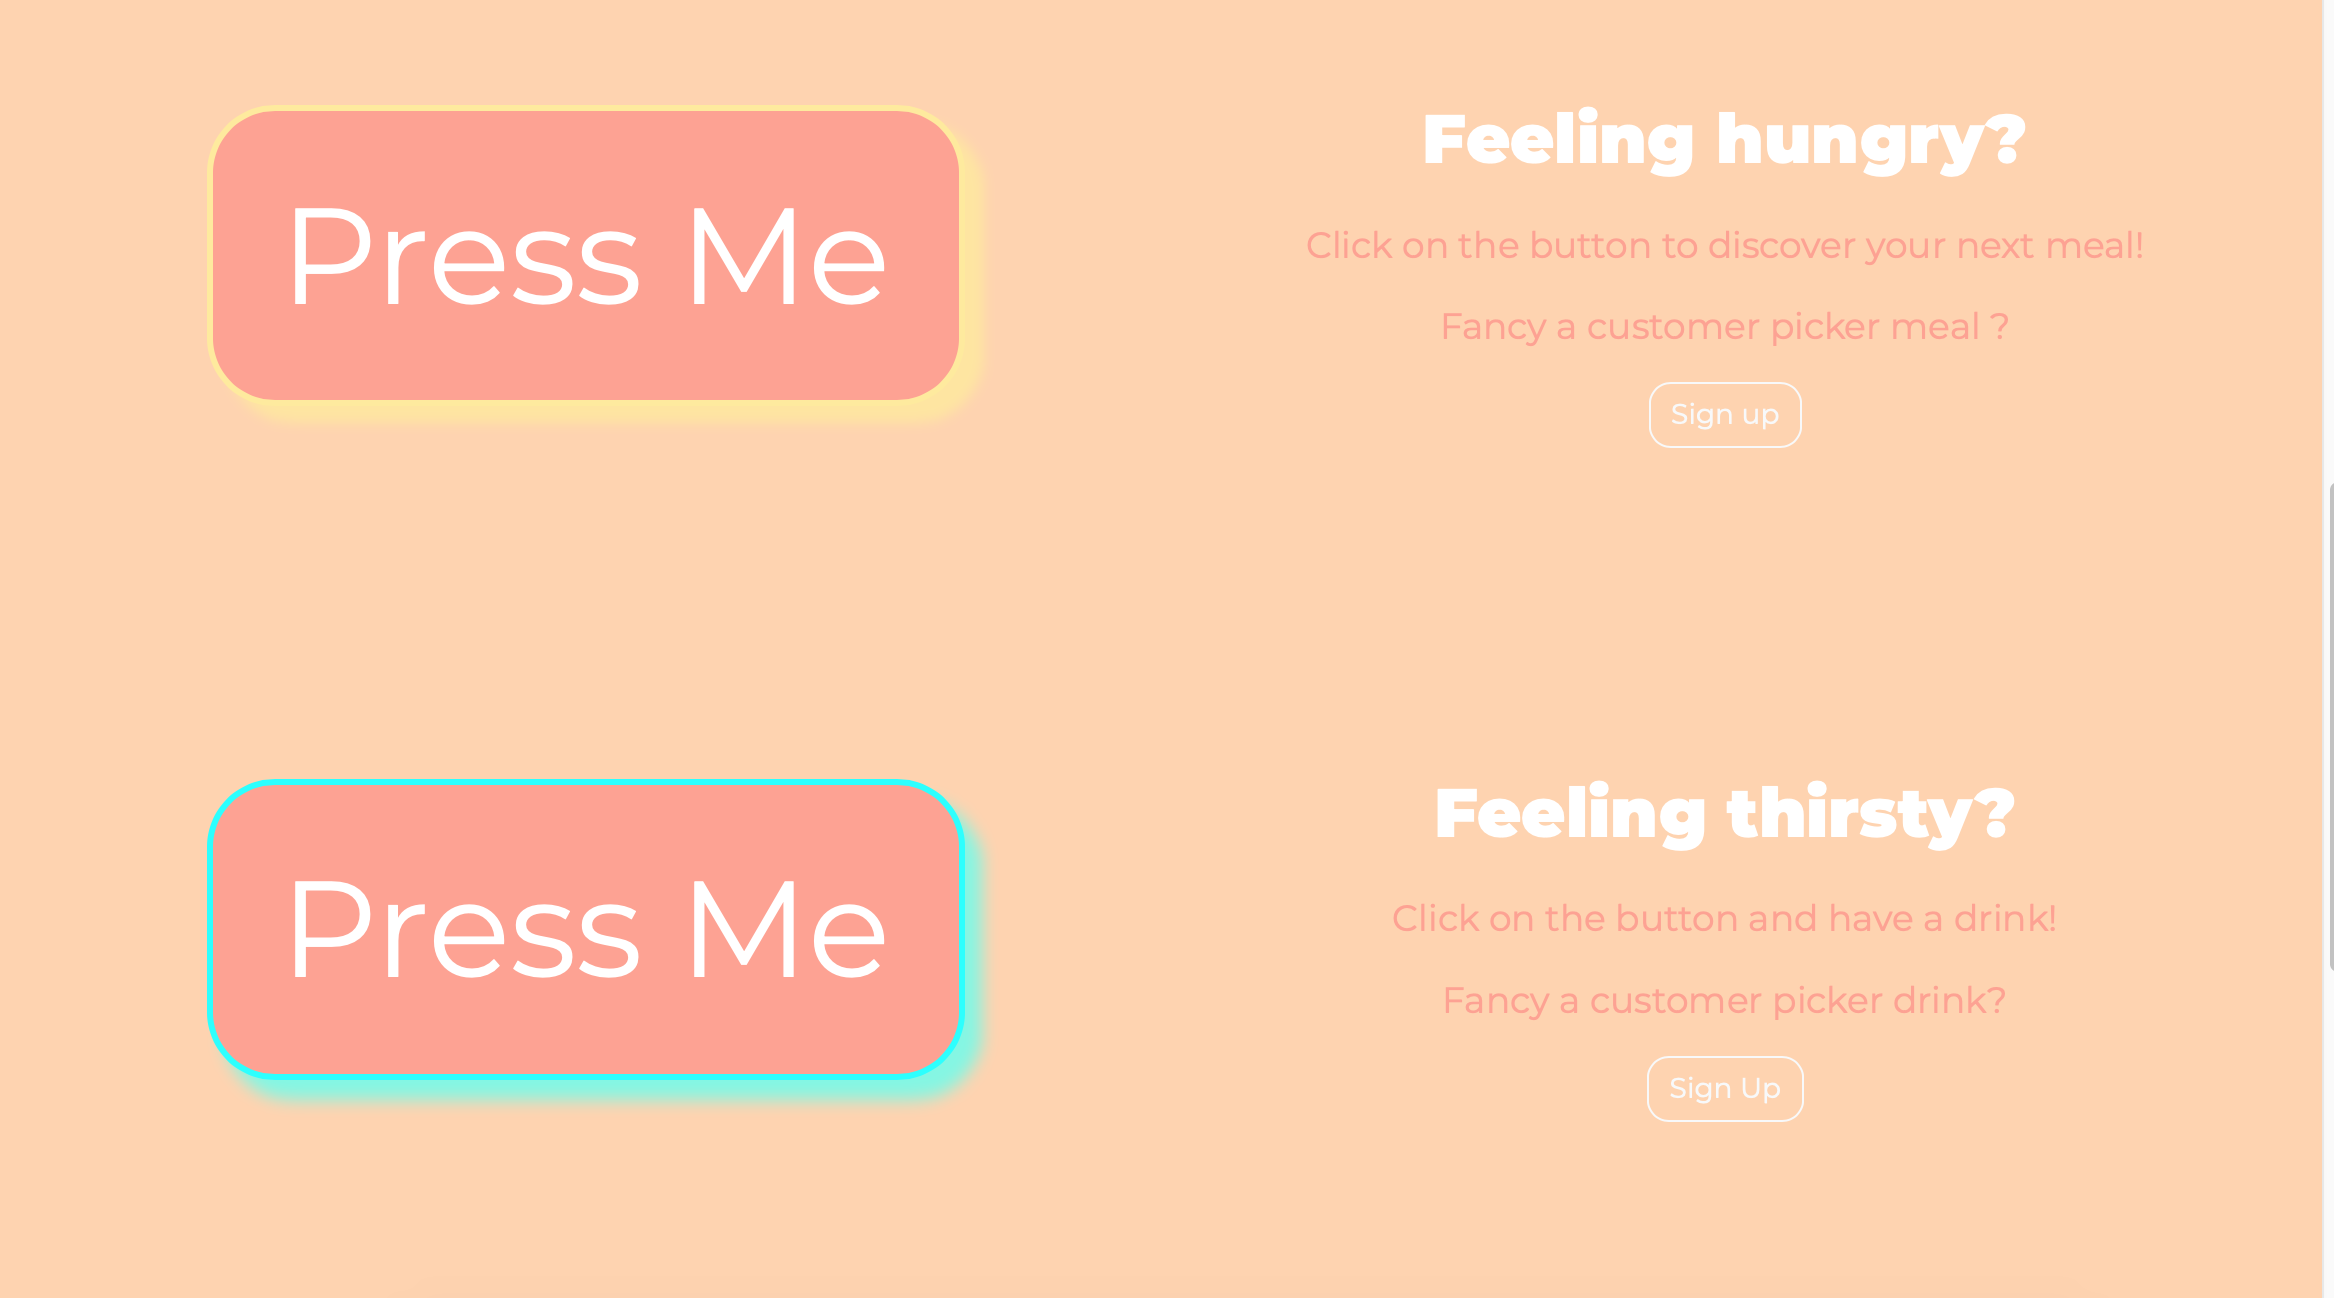 Press Me
Feeling hungry?
Click on the button to discover your next meal!
Fancy a customer picker meal ?
Sign up
Press Me
Feeling thirsty?
Click on the button and have a drink!
Fancy a customer picker drink?
Sign Up